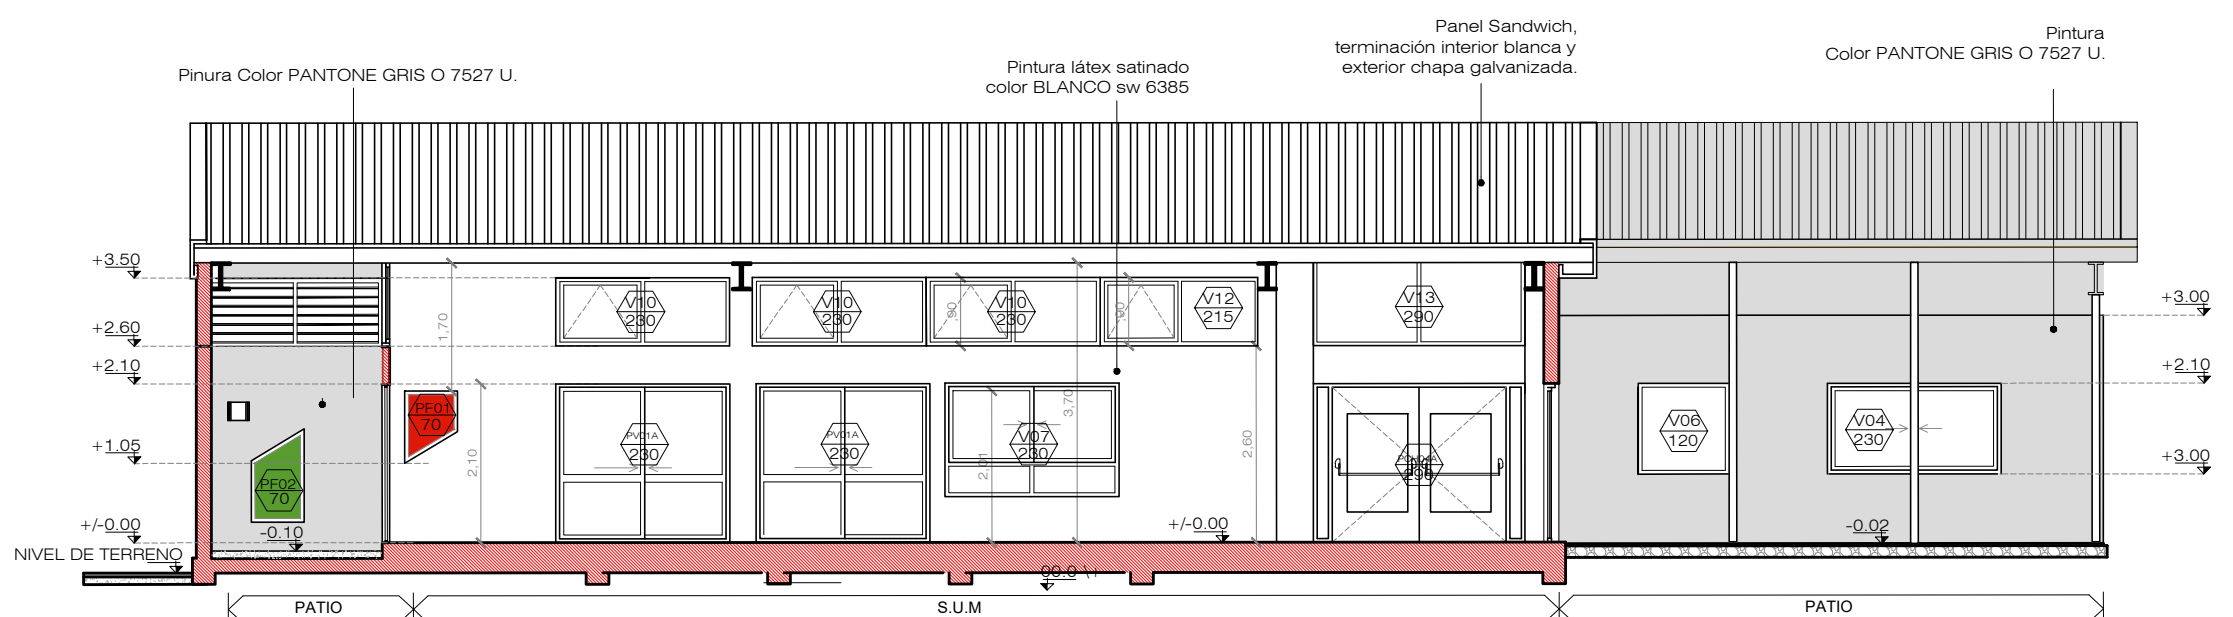 Panel Sandwich,
terminación interior blanca y
exterior chapa galvanizada.
Pintura
Color PANTONE GRIS O 7527 U.
Pintura látex satinado
color BLANCO sw 6385
Pinura Color PANTONE GRIS O 7527 U.
+3.50
+2.60
+2.10
+1.05
+/-0.00
NIVEL DE TERRENO
-0.10
PF02
70
PF01
70
1,70
2,10
V10
230
V10
230
V10
230
,90
,90
V12
215
V13
290
PV01A
230
PV01A
230
V07
230
2,01
3,70
2,60
290
+/-0.00
V06
120
V04
230
-0.02
+3.00
+2.10
+3.00
PATIO
S.U.M
PATIO